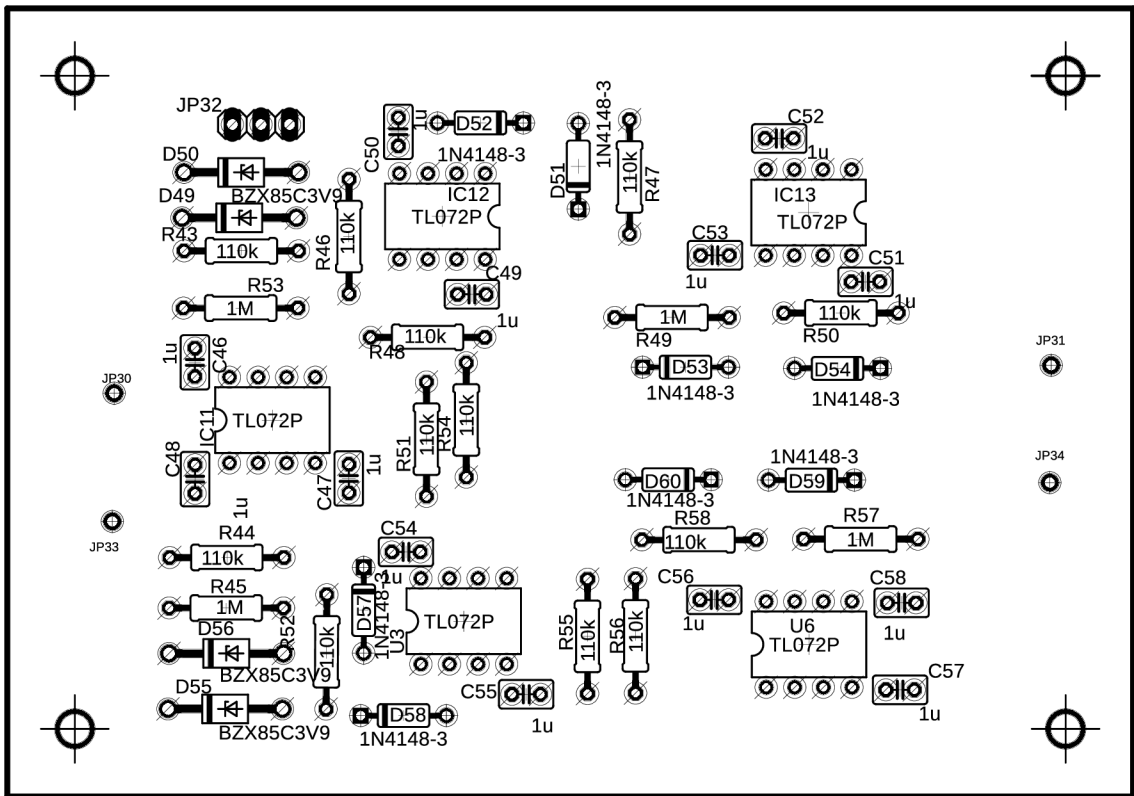 JP32
C50
1u
D52
1N4148-3
D51
1N4148-3
110k
R47
C52
1u
D50
BZX85C3V9
D49
R43
110k
R46
110k
IC12
TL072P
IC13
TL072P
C53
1u
C51
1u
R53
1M
C49
1u
R49
1M
R50
110k
R48
110k
1u
C46
D53
1N4148-3
D54
1N4148-3
JP31
JP30
IC11
TL072P
R51
110k
R54
110k
C48
1u
C47
1u
D60
1N4148-3
1N4148-3
D59
JP34
JP33
R44
110k
C54
1u
R58
110k
R57
1M
R45
1M
D57
1N4148-3
U3
TL072P
R52
110k
D56
BZX85C3V9
R55
110k
R56
110k
C56
1u
U6
TL072P
C58
1u
D55
BZX85C3V9
D58
1N4148-3
C55
1u
C57
1u